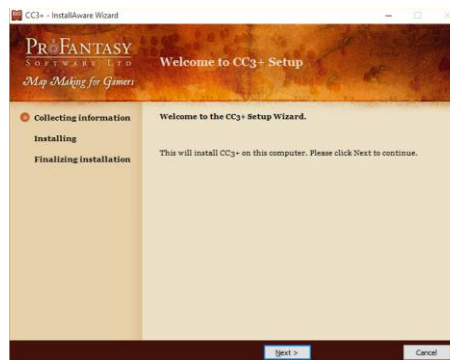 CC3+ - InstallAware Wizard
PROFANTASY
SOFTWARE LTD
Map Making for Gamers
Welcome to CC3+ Setup
Collecting information
Installing
Finalizing installation
Welcome to the CC3+ Setup Wizard.
This will install CC3+ on this computer. Please click Next to continue.
Next >
Cancel